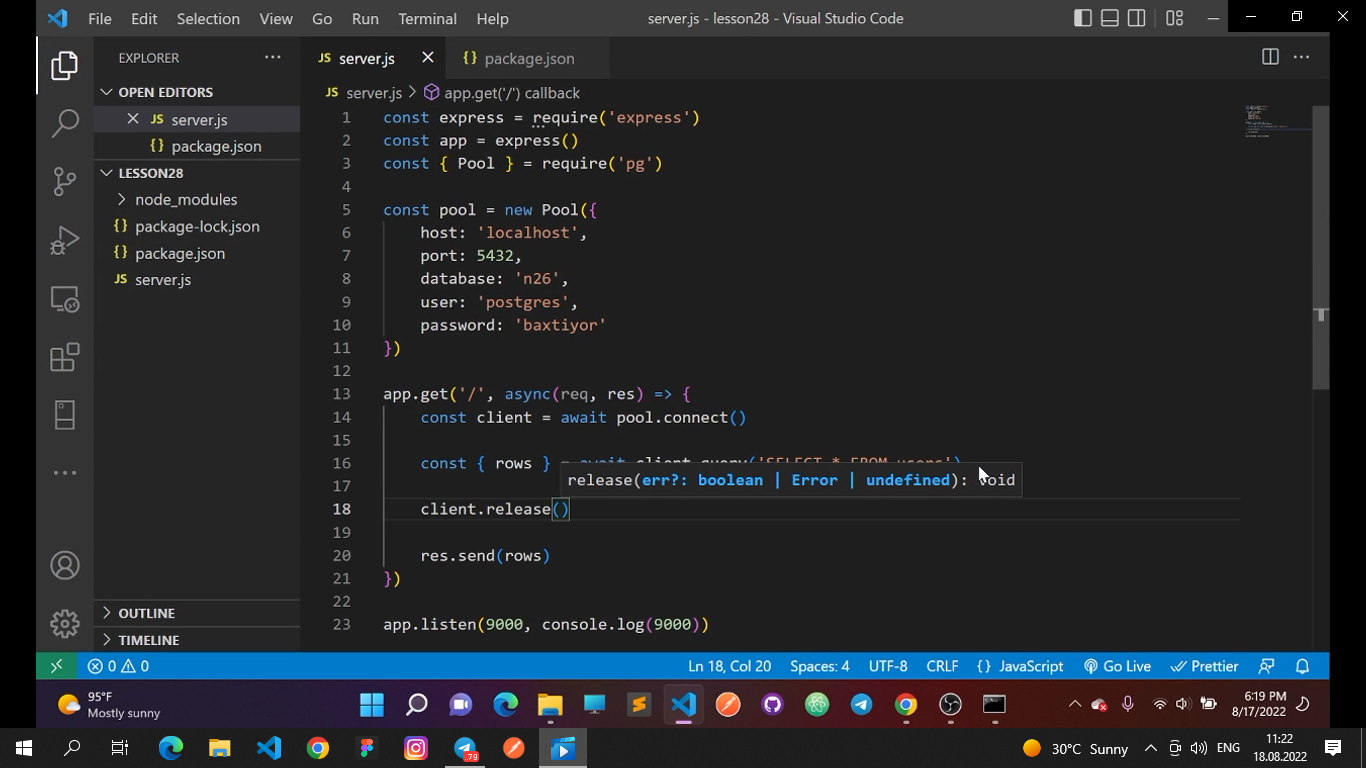 File Edit Selection View Go Run Terminal Help server.js - lesson28 - Visual Studio Code
EXPLORER
OPEN EDITORS
JS server.js
{} package.json
LESSON28
node_modules
{} package-lock.json
{} package.json
JS server.js
OUTLINE
TIMELINE
JS server.js {} package.json
JS server.js > app.get('/') callback
1 const express = require('express')
2 const app = express()
3 const { Pool } = require('pg')
4
5 const pool = new Pool({
6 host: 'localhost',
7 port: 5432,
8 database: 'n26',
9 user: 'postgres',
10 password: 'baxtiyor'
11 })
12
13 app.get('/', async(req, res) => {
14 const client = await pool.connect()
15
16 const { rows } = await client.query('SELECT * FROM users')
17 release(err?: boolean | Error | undefined): void
18 client.release()
19
20 res.send(rows)
21 })
22
23 app.listen(9000, console.log(9000))
0 0 Ln 18, Col 20 Spaces: 4 UTF-8 CRLF {} JavaScript Go Live Prettier
95°F
Mostly sunny
6:19 PM
8/17/2022
79
30°C Sunny ENG
11:22
18.08.2022